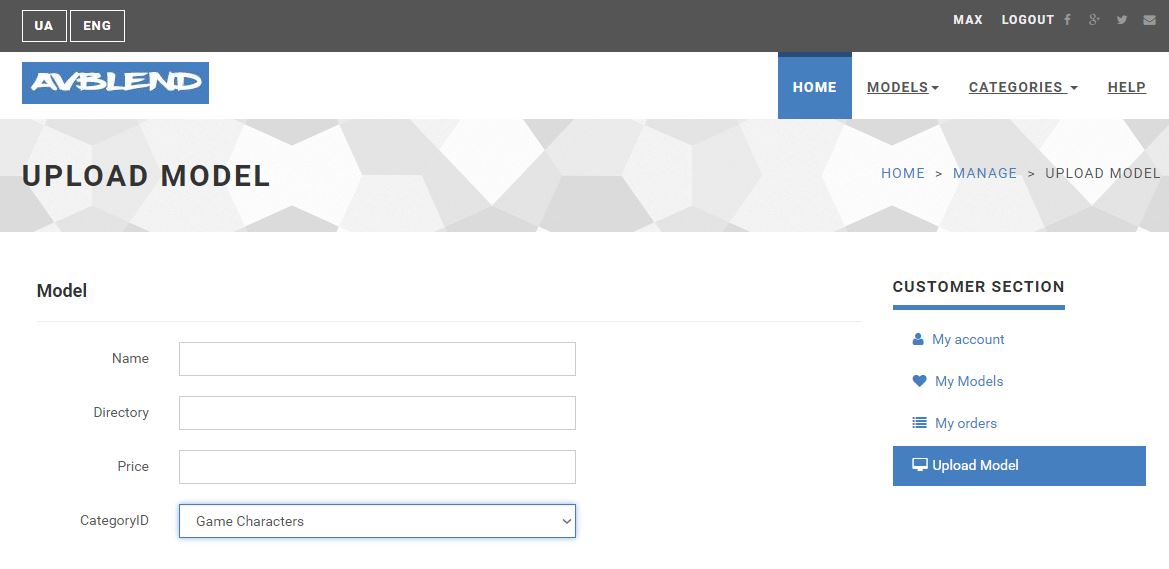 UA ENG MAX LOGOUT
AVBLEND HOME MODELS CATEGORIES HELP
UPLOAD MODEL HOME > MANAGE > UPLOAD MODEL
Model
Name
Directory
Price
CategoryID Game Characters
CUSTOMER SECTION
My account
My Models
My orders
Upload Model